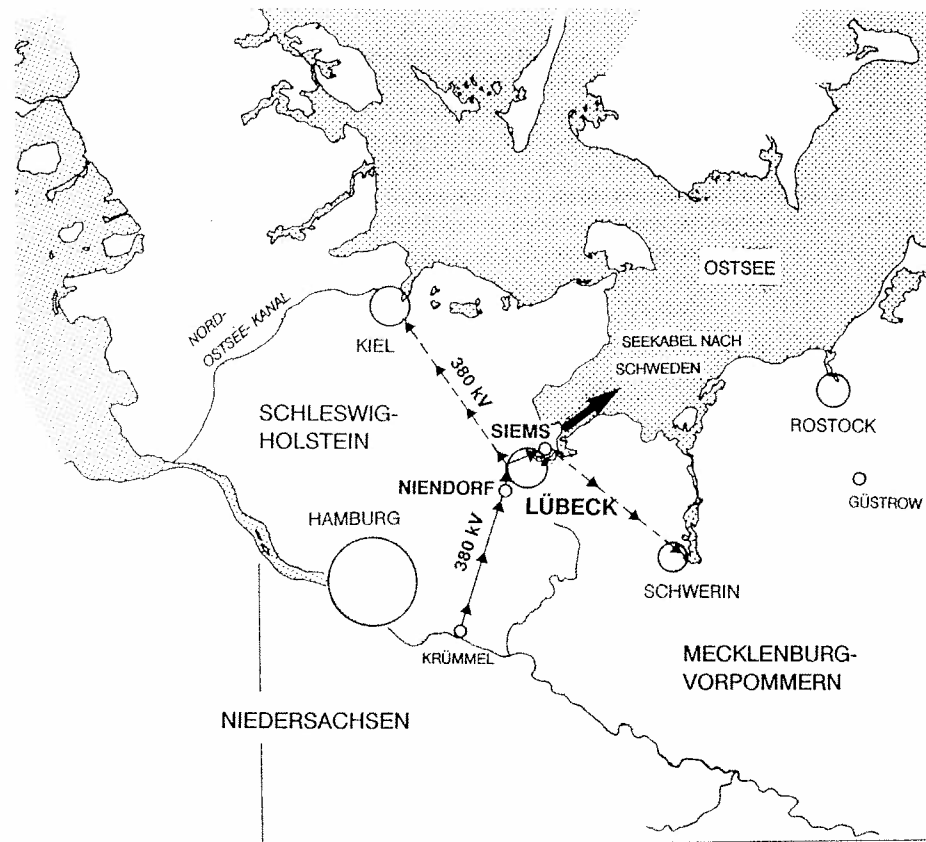 OSTSEE
NORD-
OSTSEE-KANAL
KIEL
SEEKABEL NACH
SCHWEDEN
380 kV
SCHLESWIG-
HOLSTEIN
SIEMS
ROSTOCK
NIENDORF
LÜBECK
GÜSTROW
HAMBURG
380 kV
SCHWERIN
KRÜMMEL
MECKLENBURG-
VORPOMMERN
NIEDERSACHSEN